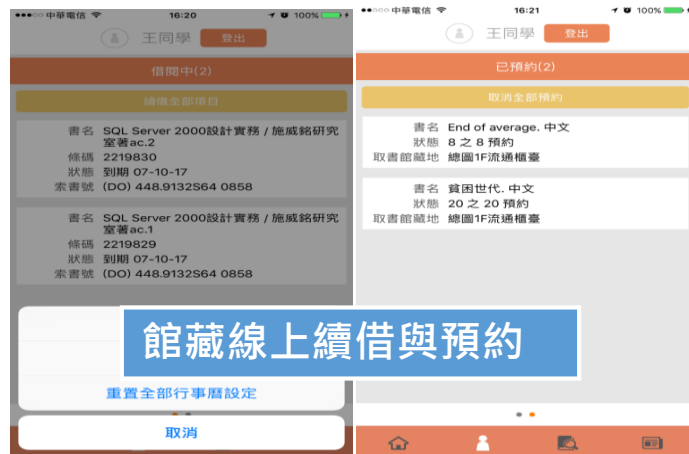 中華電信
16:20
100%
王同學
登出
借閱中(2)
續借全部項目
書名 SQL Server 2000設計實務 / 施威銘研究
室著ac.2
條碼 2219830
狀態 到期 07-10-17
索書號 (DO) 448.9132S64 0858
書名 SQL Server 2000設計實務 / 施威銘研究
室著ac.1
條碼 2219829
狀態 到期 07-10-17
索書號 (DO) 448.9132S64 0858
重置全部行事曆設定
取消
中華電信
16:21
100%
王同學
登出
已預約(2)
取消全部預約
書名 End of average. 中文
狀態 8 之 8 預約
取書館藏地 總圖1F流通櫃臺
書名 貧困世代. 中文
狀態 20 之 20 預約
取書館藏地 總圖1F流通櫃臺
館藏線上續借與預約